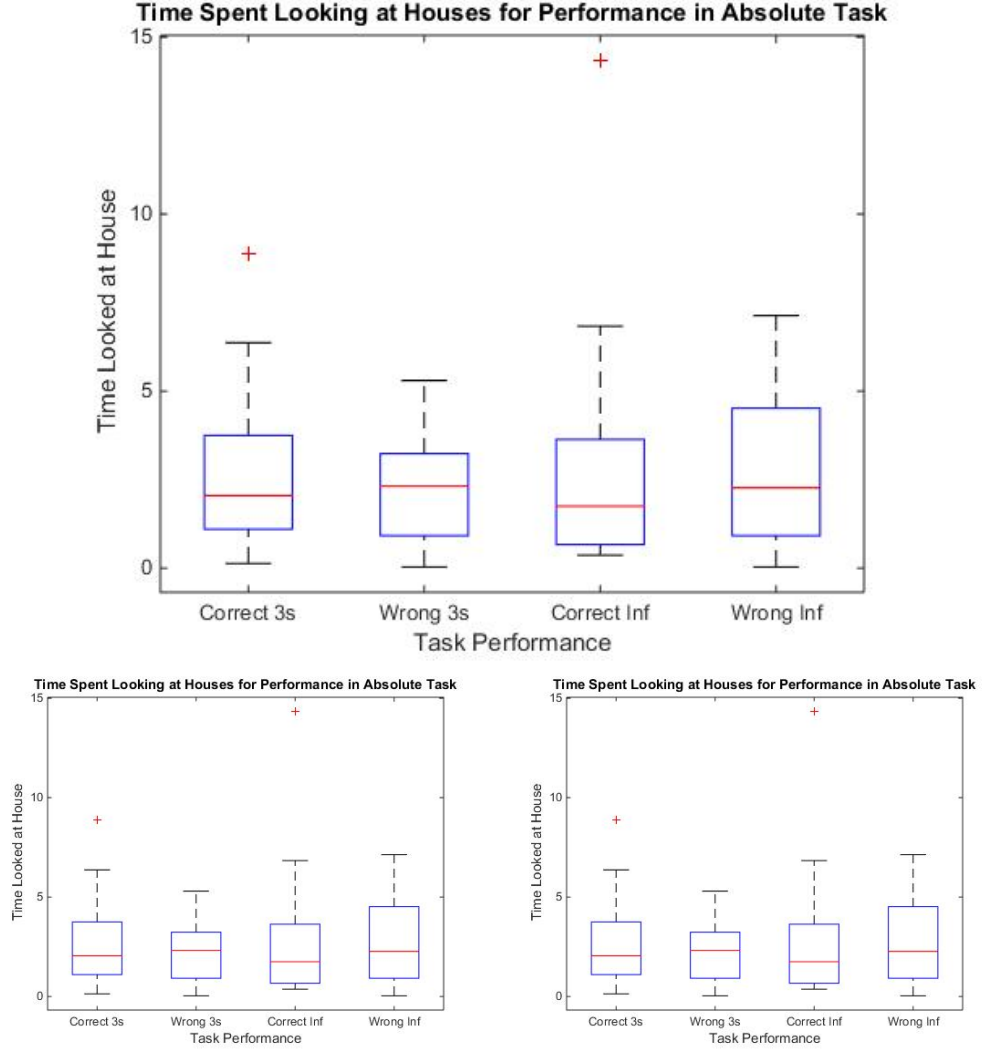 Time Spent Looking at Houses for Performance in Absolute Task
15
10
5
0
Time Looked at House
Correct 3s Wrong 3s Correct Inf Wrong Inf
Task Performance
Time Spent Looking at Houses for Performance in Absolute Task
15
10
5
0
Time Looked at House
Correct 3s Wrong 3s Correct Inf Wrong Inf
Task Performance
Time Spent Looking at Houses for Performance in Absolute Task
15
10
5
0
Time Looked at House
Correct 3s Wrong 3s Correct Inf Wrong Inf
Task Performance